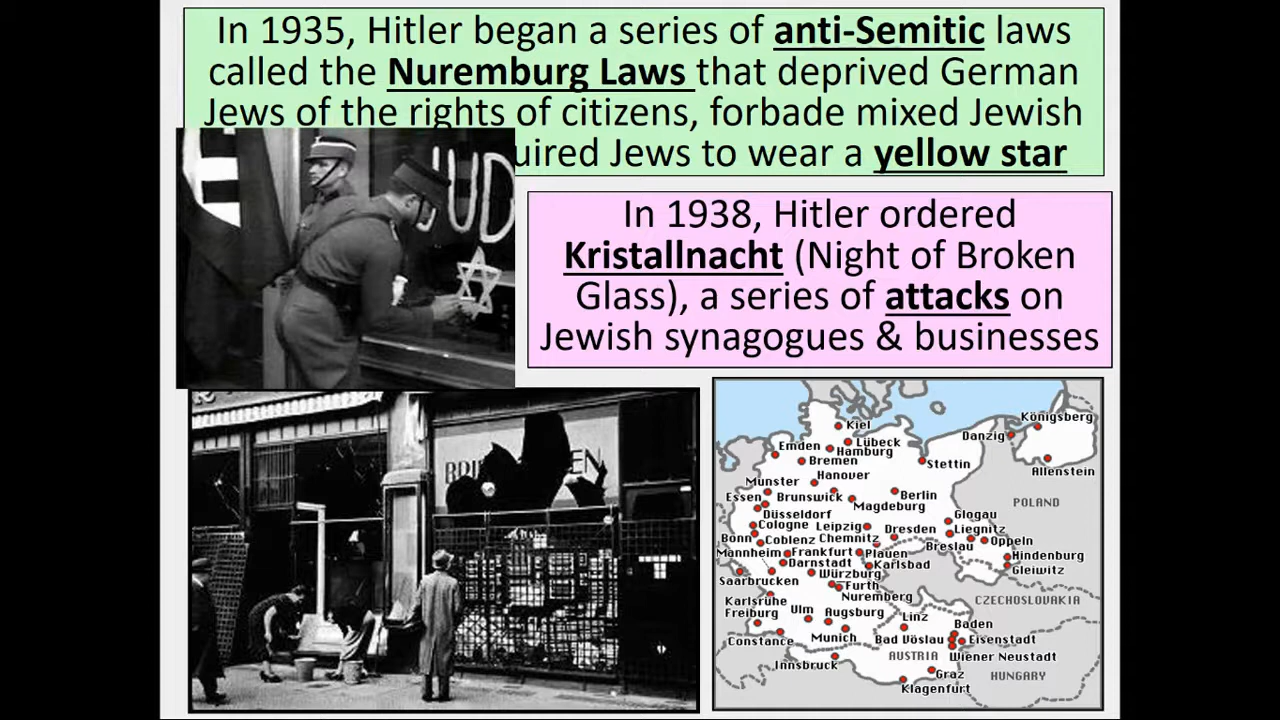 In 1935, Hitler began a series of anti-Semitic laws
called the Nuremburg Laws that deprived German
Jews of the rights of citizens, forbade mixed Jewish
uired Jews to wear a yellow star
JUD
In 1938, Hitler ordered
Kristallnacht (Night of Broken
Glass), a series of attacks on
Jewish synagogues & businesses
Kiel
Königsberg
Danzig
Lübeck
Emden
Hamburg
Bremen
Stettin
Allenstein
Hanover
Munster
Essen
Brunswick
Berlin
Magdeburg
POLAND
Düsseldorf
Glogau
Cologne
Leipzig
Dresden
Liegnitz
Bonn
Coblenz
Chemnitz
Breslau
Oppeln
Mannheim
Frankfurt
Plauen
Hindenburg
Darnstadt
Karlsbad
Gleiwitz
Saarbrucken
Würzburg
Furth
Nuremberg
CZECHOSLOVAKIA
Karlsruhe
Freiburg
Ulm
Augsburg
Linz
Baden
Constance
Munich
Bad Vöslau
Eisenstadt
Innsbruck
AUSTRIA
Wiener Neustadt
Graz
HUNGARY
Klagenfurt